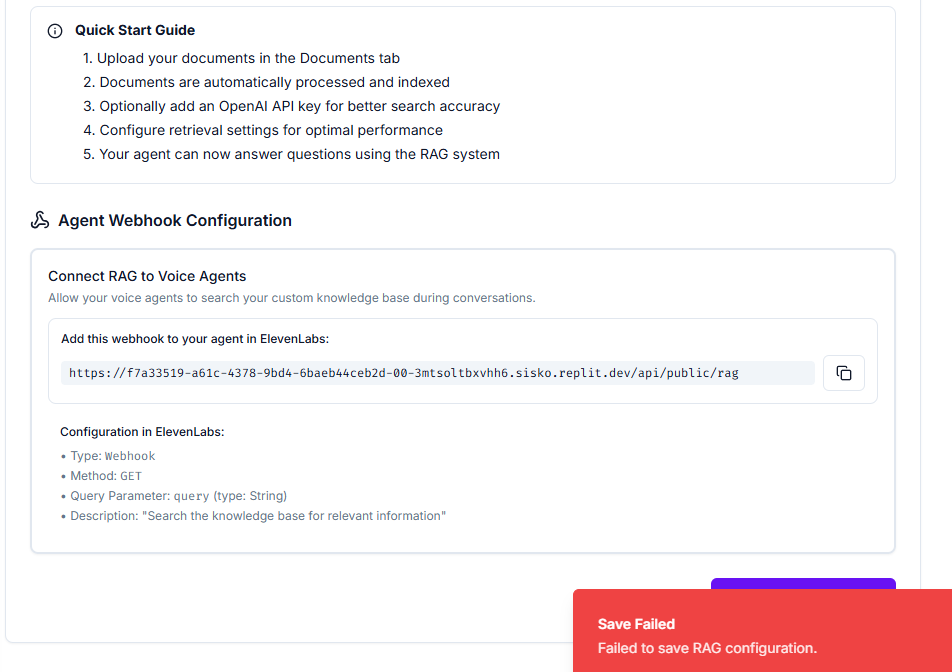 Quick Start Guide
1. Upload your documents in the Documents tab
2. Documents are automatically processed and indexed
3. Optionally add an OpenAI API key for better search accuracy
4. Configure retrieval settings for optimal performance
5. Your agent can now answer questions using the RAG system
Agent Webhook Configuration
Connect RAG to Voice Agents
Allow your voice agents to search your custom knowledge base during conversations.
Add this webhook to your agent in ElevenLabs:
https://f7a33519-a61c-4378-9bd4-6baeb44ceb2d-00-3mtsoltbxvhh6.sisko.replit.dev/api/public/rag
Configuration in ElevenLabs:
• Type: Webhook
• Method: GET
• Query Parameter: query (type: String)
• Description: "Search the knowledge base for relevant information"
Save Failed
Failed to save RAG configuration.